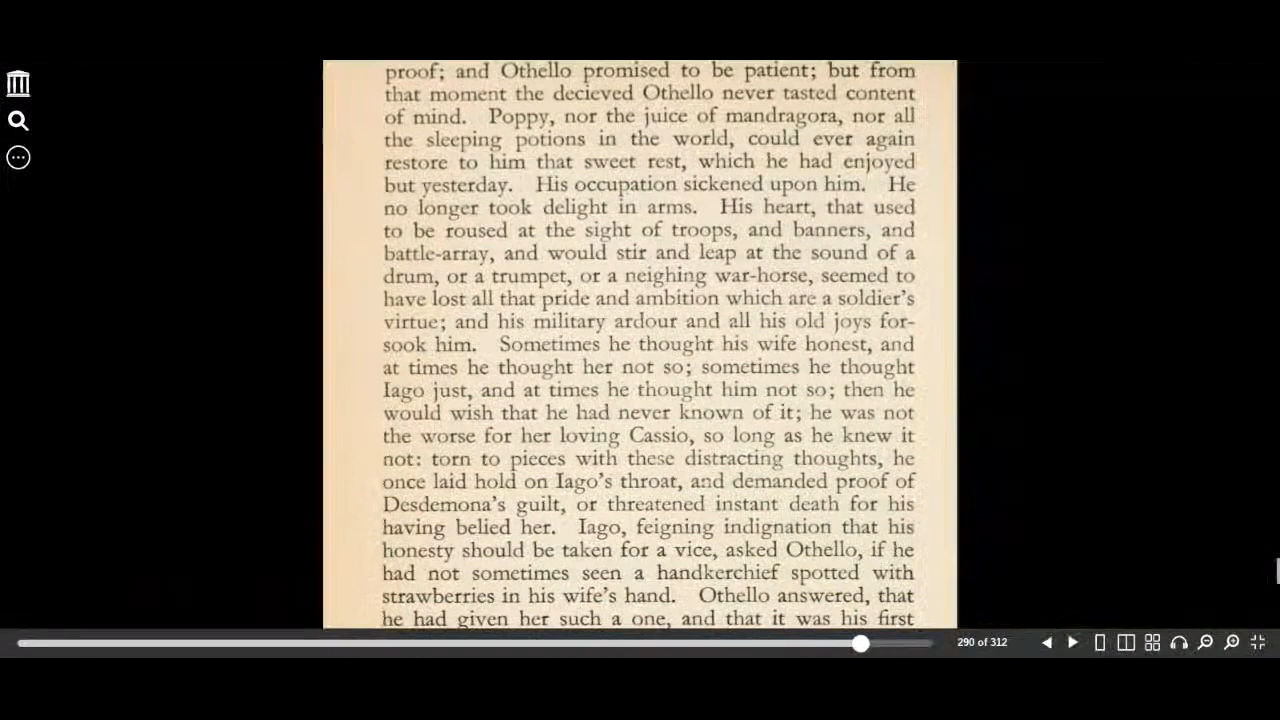 proof; and Othello promised to be patient; but from
that moment the decieved Othello never tasted content
of mind. Poppy, nor the juice of mandragora, nor all
the sleeping potions in the world, could ever again
restore to him that sweet rest, which he had enjoyed
but yesterday. His occupation sickened upon him. He
no longer took delight in arms. His heart, that used
to be roused at the sight of troops, and banners, and
battle-array, and would stir and leap at the sound of a
drum, or a trumpet, or a neighing war-horse, seemed to
have lost all that pride and ambition which are a soldier's
virtue; and his military ardour and all his old joys for-
sook him. Sometimes he thought his wife honest, and
at times he thought her not so; sometimes he thought
Iago just, and at times he thought him not so; then he
would wish that he had never known of it; he was not
the worse for her loving Cassio, so long as he knew it
not: torn to pieces with these distracting thoughts, he
once laid hold on Iago's throat, and demanded proof of
Desdemona's guilt, or threatened instant death for his
having belied her. Iago, feigning indignation that his
honesty should be taken for a vice, asked Othello, if he
had not sometimes seen a handkerchief spotted with
strawberries in his wife's hand. Othello answered, that
he had given her such a one, and that it was his first
290 of 312